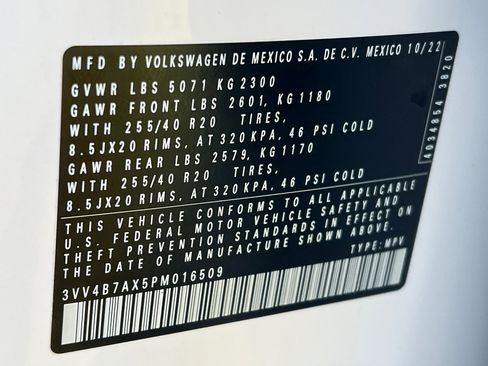 MFD BY VOLKSWAGEN DE MEXICO S.A. DE C.V. MEXICO 10/22
GVWR LBS 5071 KG 2300
GAWR FRONT LBS 2601, KG 1180
WITH 255/40 R20 TIRES,
8.5JX20 RIMS, AT 320 KPA, 46 PSI COLD
GAWR REAR LBS 2579, KG 1170
WITH 255/40 R20 TIRES,
8.5JX20 RIMS, AT 320 KPA, 46 PSI COLD
4034854 3820
THIS VEHICLE CONFORMS TO ALL APPLICABLE
U.S. FEDERAL MOTOR VEHICLE SAFETY AND
THEFT PREVENTION STANDARDS IN EFFECT ON
THE DATE OF MANUFACTURE SHOWN ABOVE.
3VV4B7AX5PM016509 TYPE: MPV